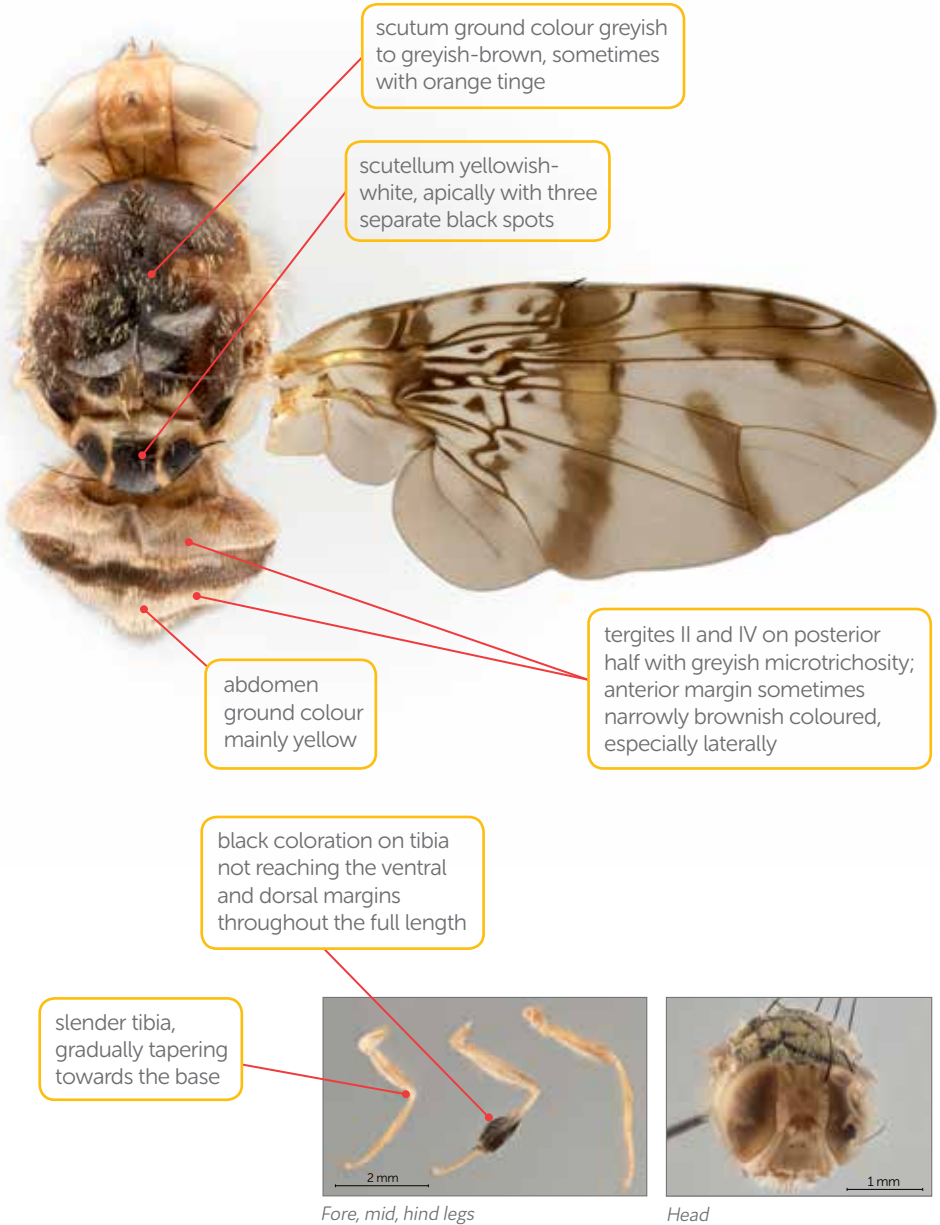 scutum ground colour greyish
to greyish-brown, sometimes
with orange tinge
scutellum yellowish-
white, apically with three
separate black spots
tergites II and IV on posterior
half with greyish microtrichosity;
anterior margin sometimes
narrowly brownish coloured,
especially laterally
abdomen
ground colour
mainly yellow
black coloration on tibia
not reaching the ventral
and dorsal margins
throughout the full length
slender tibia,
gradually tapering
towards the base
2 mm
1 mm
Fore, mid, hind legs
Head